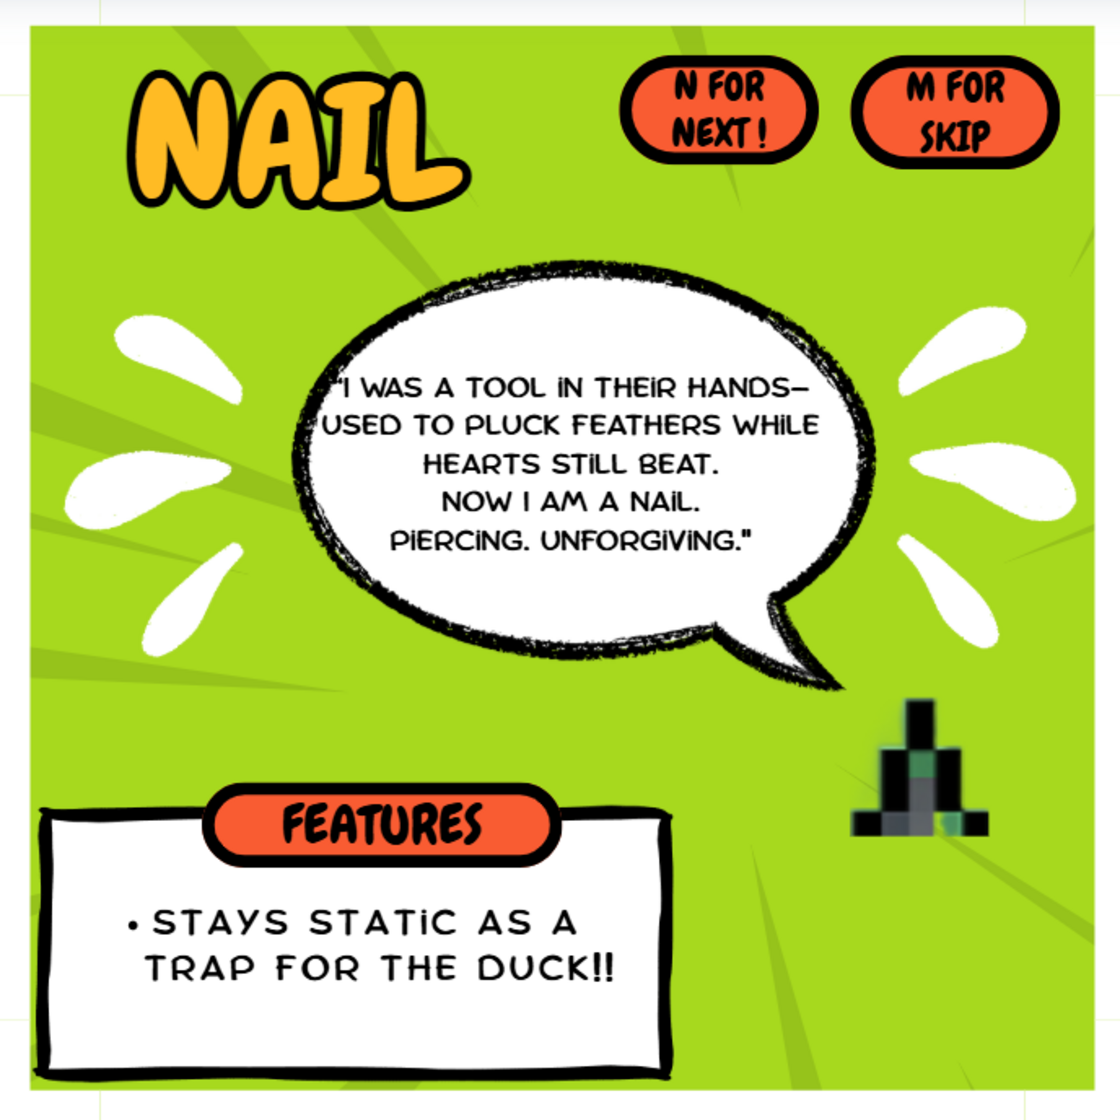 NAIL
N FOR
NEXT !
M FOR
SKIP
"I WAS A TOOL IN THEIR HANDS—
USED TO PLUCK FEATHERS WHILE
HEARTS STILL BEAT.
NOW I AM A NAIL.
PIERCING. UNFORGIVING."
FEATURES
• STAYS STATIC AS A
TRAP FOR THE DUCK!!